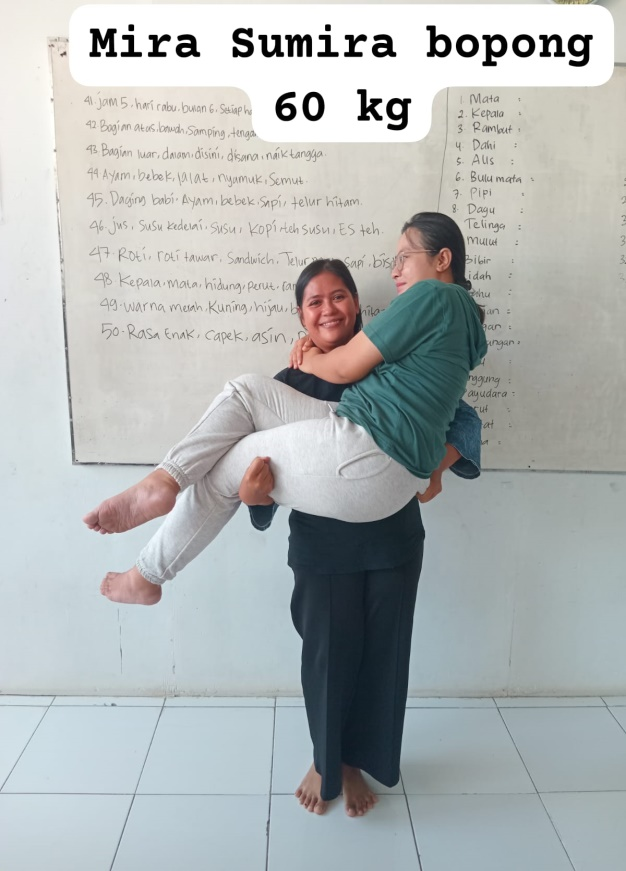 Mira Sumira bopong
60 kg
41. jam 5. hari rabu. bulan 6. Setiap
42 Bagian atas, bawah, Samping, tenga
43. Bagian luar, dalam, disini, disana, naik tangga.
44 Ayam, bebek, lalat, nyamuk, Semut.
45. Daging babi. Ayam, bebek, sapi, telur hitam.
46. jus, Susu kedelai, susu, Kopi, teh susu, ES teh.
47. Roti, roti tawar, Sandwich, Telur Sapi,
48 Kepala, mata, hidung, perut,
49. Warna merah, Kuning, hijau,
50. Rasa Enak, capek, asin,
1. Mata :
2. Kepala :
3. Rambut :
4. Dahi :
5. Alis :
6. Bulu mata :
7. Pipi :
8. Dagu :
Telinga :
Mulut :
Bibir :
idah :